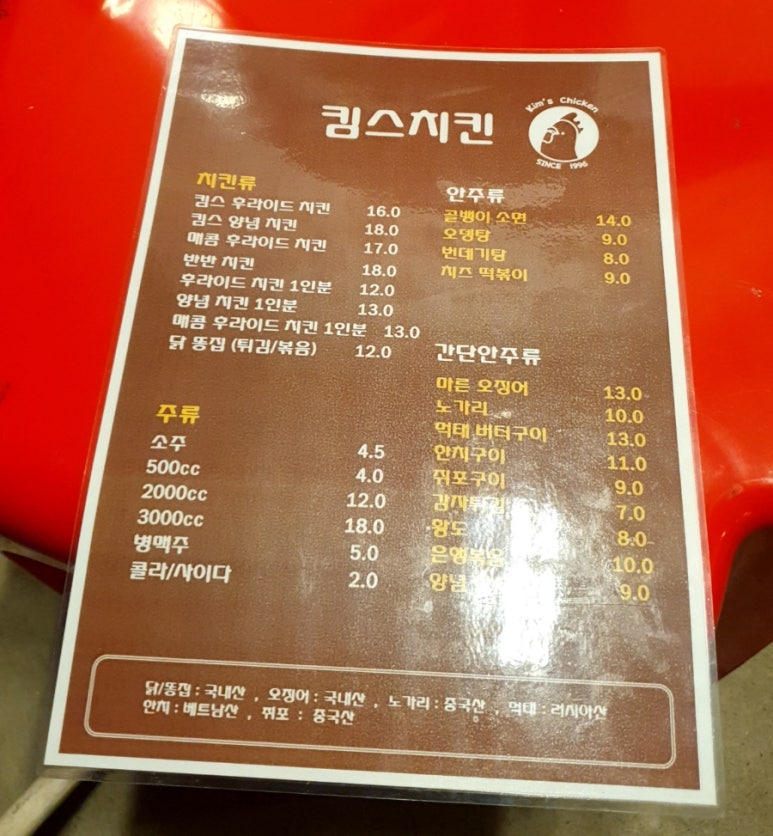 킴스치킨
Kim's Chicken
SINCE 1996
치킨류
킴스 후라이드 치킨 16.0
킴스 양념 치킨 18.0
매콤 후라이드 치킨 17.0
반반 치킨 18.0
후라이드 치킨 1인분 12.0
양념 치킨 1인분 13.0
매콤 후라이드 치킨 1인분 13.0
닭 똥집 (튀김/볶음) 12.0
주류
소주 4.5
500cc 4.0
2000cc 12.0
3000cc 18.0
병맥주 5.0
콜라/사이다 2.0
안주류
골뱅이 소면 14.0
오뎅탕 9.0
번데기탕 8.0
치즈 떡볶이 9.0
간단안주류
마른 오징어 13.0
노가리 10.0
먹태 버터구이 13.0
한치구이 11.0
쥐포구이 9.0
7.0
황도 8.0
은행볶음 10.0
양념 9.0
닭/똥집 : 국내산 , 오징어 : 국내산 , 노가리 : 중국산 , 먹태 : 러시아산
한치 : 베트남산 , 쥐포 : 중국산